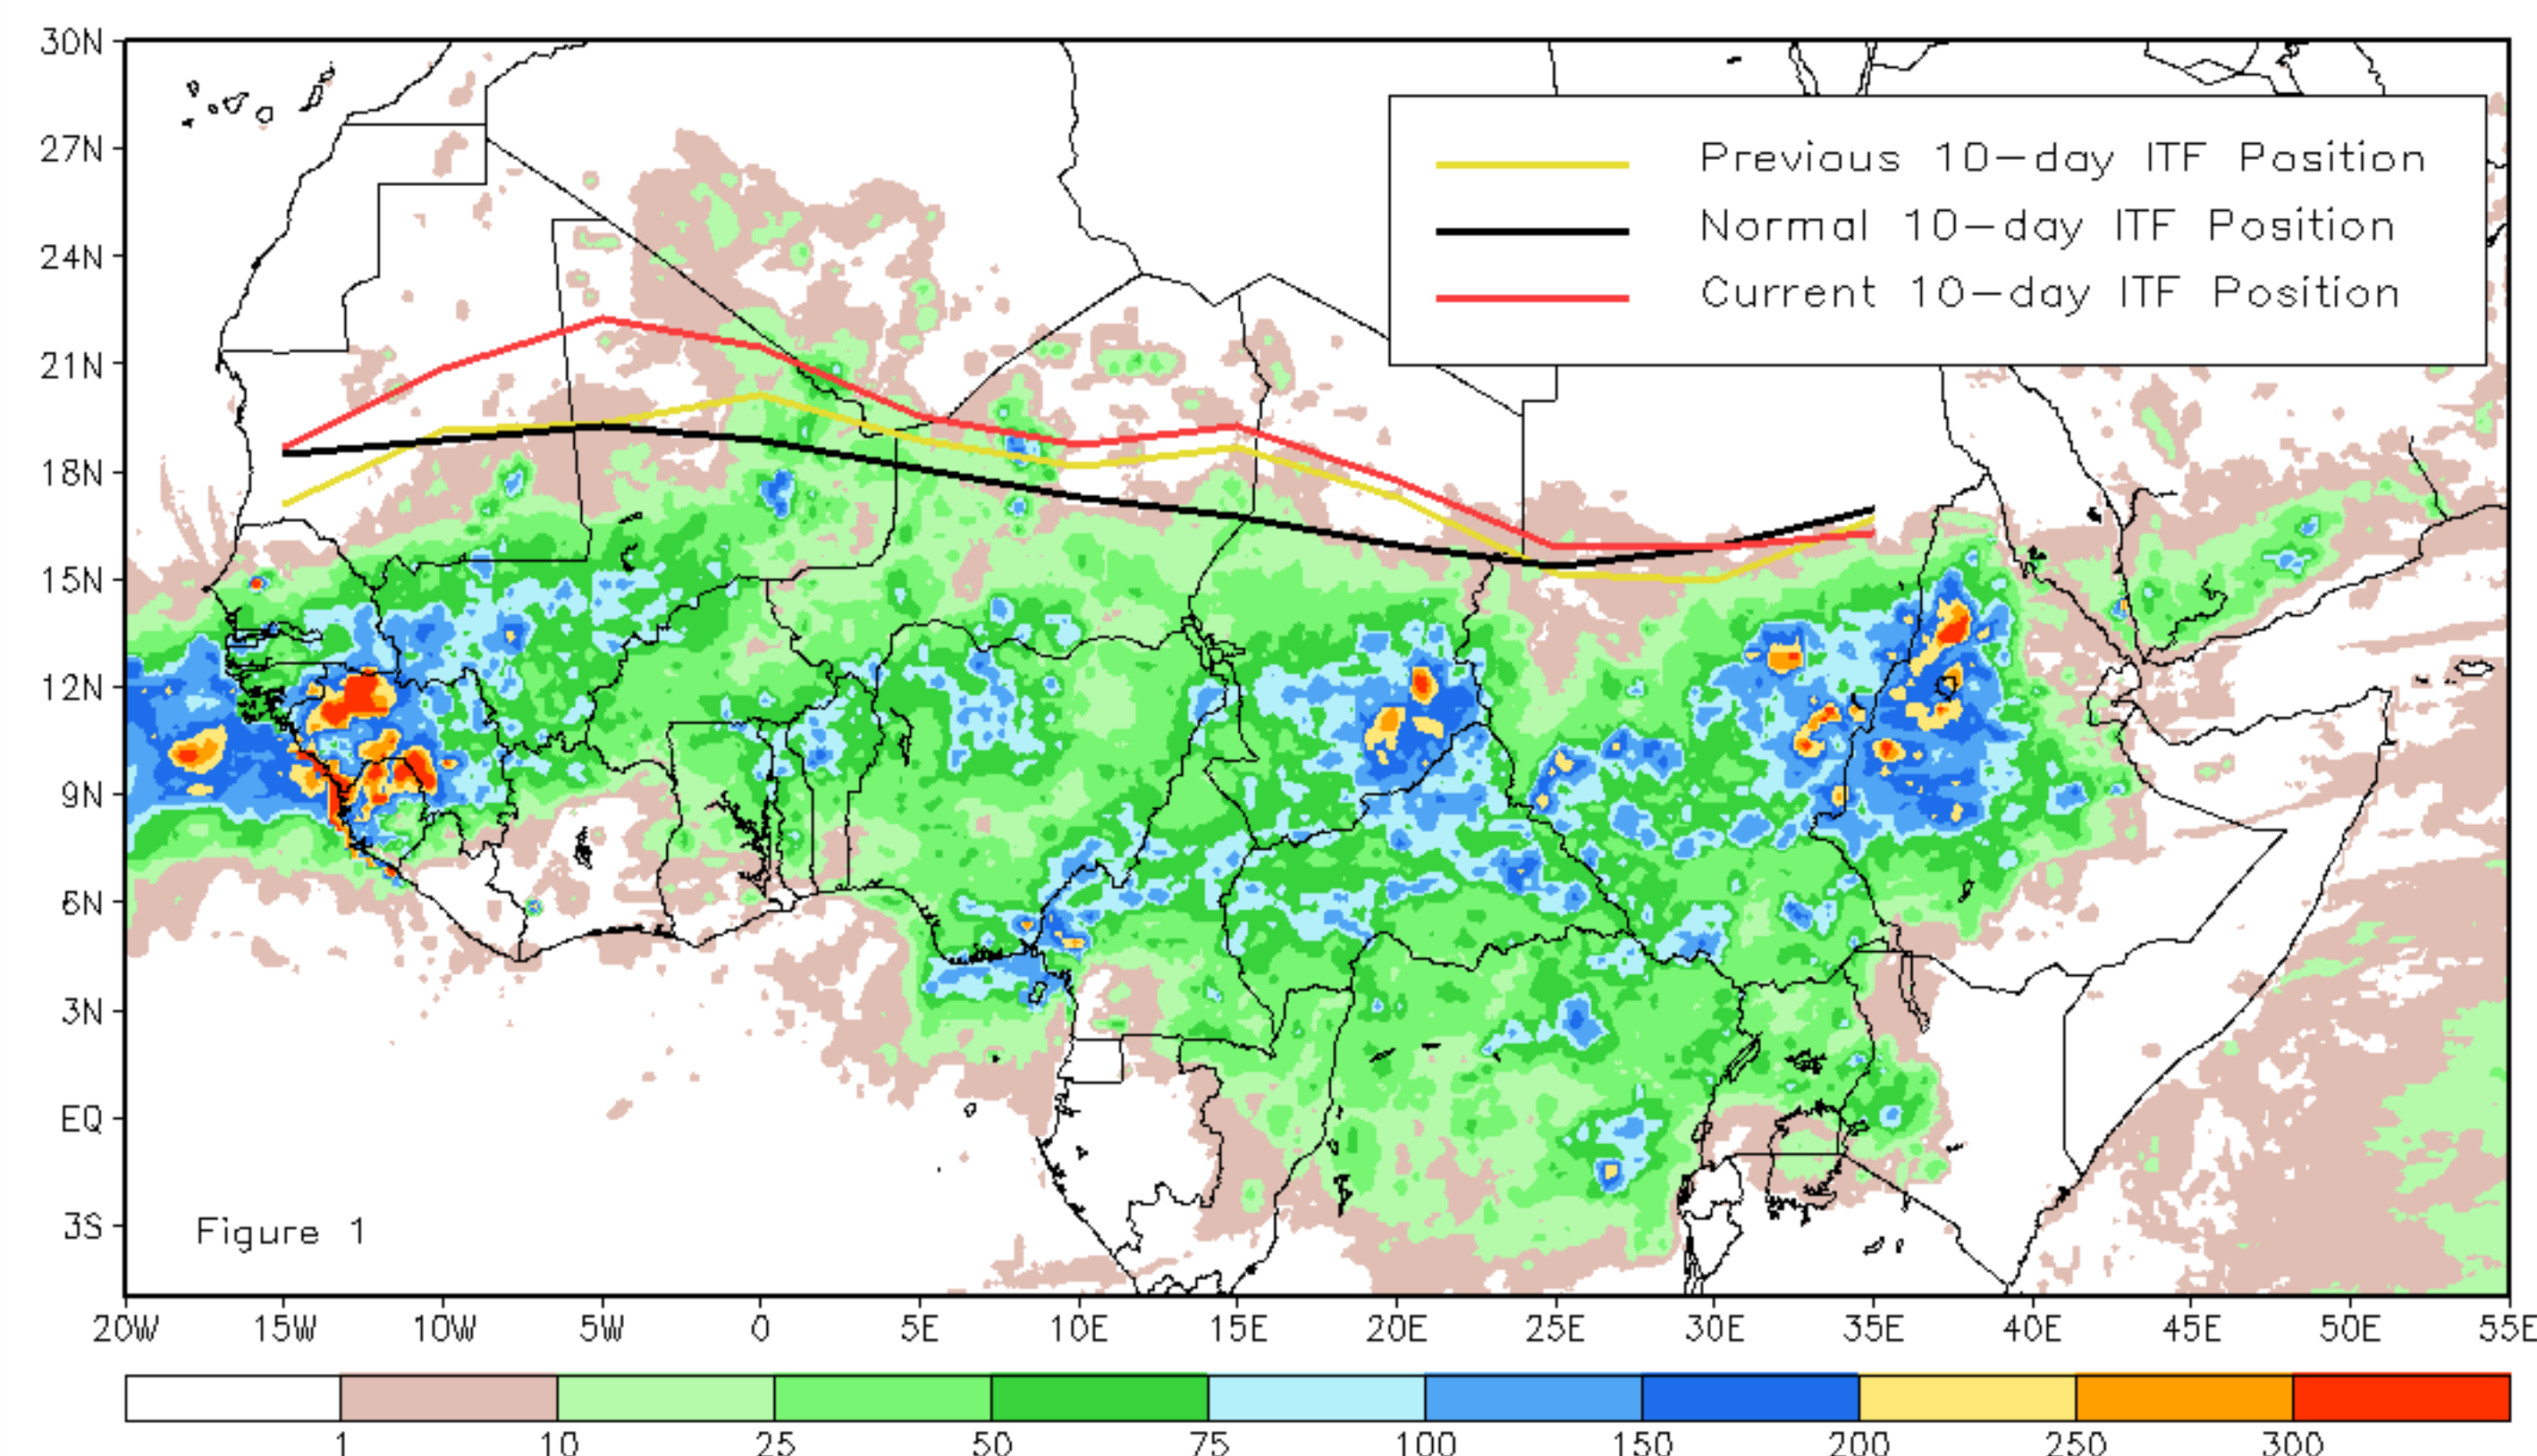 30N
Previous 10-day ITF Position
27N
Normal 10-day ITF Position
24N
Current 10-day ITF Position
21N
18N
15N
12N
9N
6N
3N
EQ
3S
Figure 1
20W 15W 10W 5W 0 5E 10E 15E 20E 25E 30E 35E 40E 45E 50E 55E
1 10 25 50 75 100 150 200 250 300